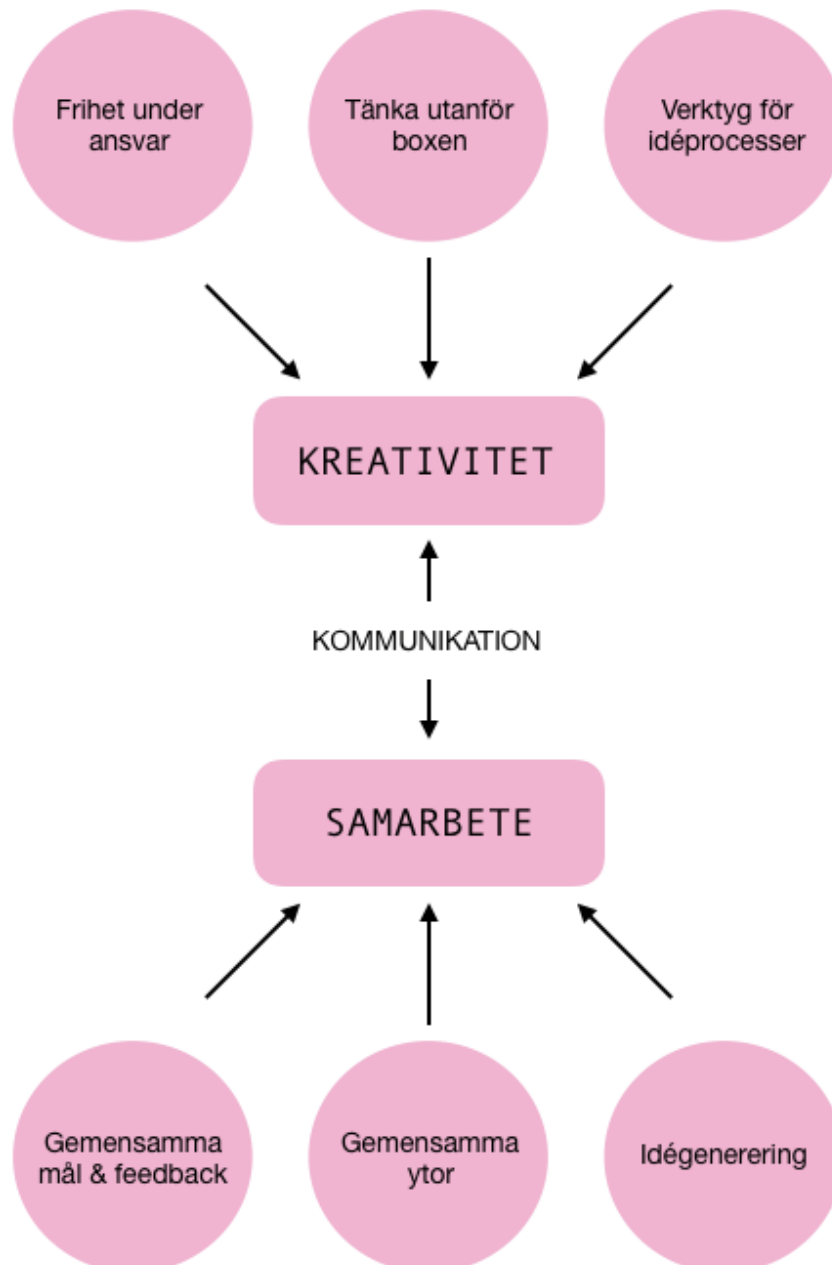 Frihet under
ansvar
Tänka utanför
boxen
Verktyg för
idéprocesser
KREATIVITET
KOMMUNIKATION
SAMARBETE
Gemensamma
mål & feedback
Gemensamma
ytor
Idégenerering